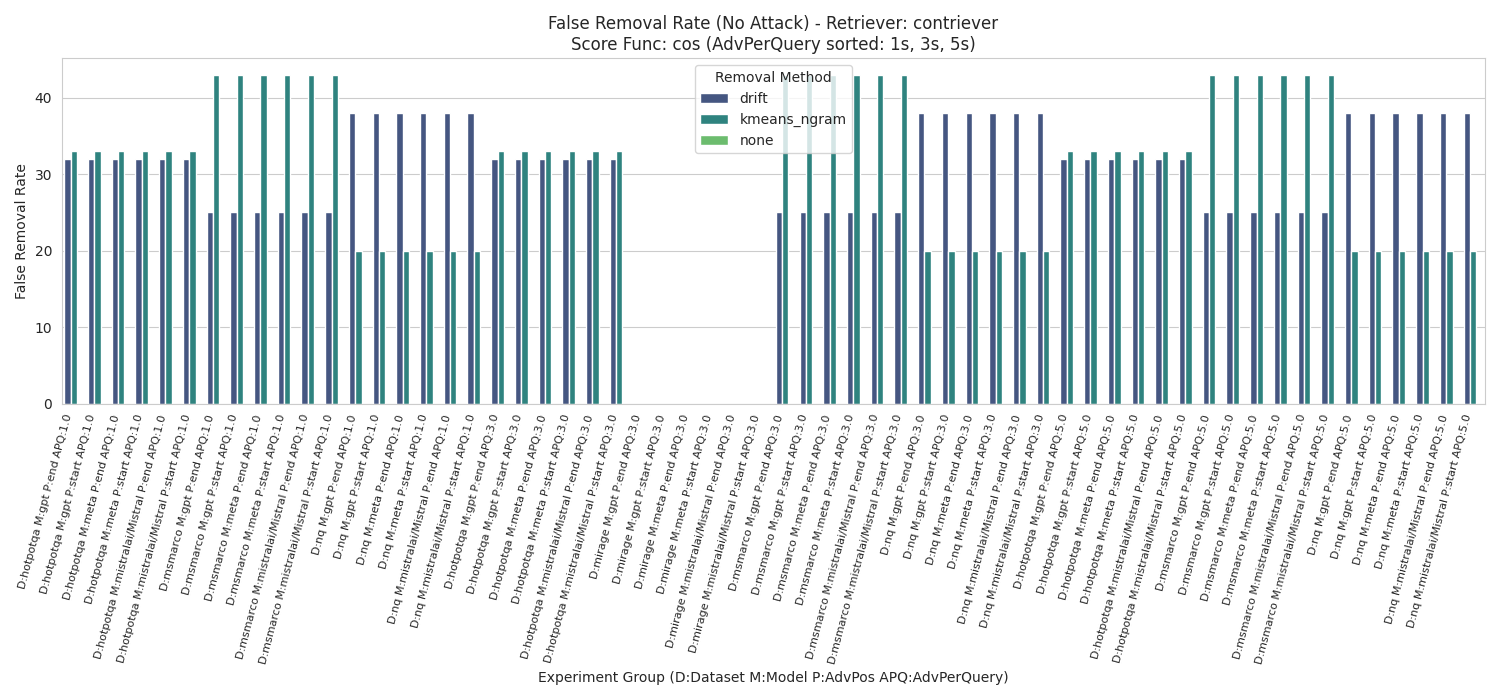 False Removal Rate (No Attack) - Retriever: contriever
Score Func: cos (AdvPerQuery sorted: 1s, 3s, 5s)
Removal Method
drift
kmeans_ngram
none
False Removal Rate
40
30
20
10
0
D:hotpotqa M:gpt P:end APQ:1.0
D:hotpotqa M:gpt P:start APQ:1.0
D:hotpotqa M:meta P:end APQ:1.0
D:hotpotqa M:meta P:start APQ:1.0
D:hotpotqa M:mistralai/Mistral P:end APQ:1.0
D:hotpotqa M:mistralai/Mistral P:start APQ:1.0
D:msmarco M:gpt P:end APQ:1.0
D:msmarco M:gpt P:start APQ:1.0
D:msmarco M:meta P:end APQ:1.0
D:msmarco M:meta P:start APQ:1.0
D:msmarco M:mistralai/Mistral P:end APQ:1.0
D:msmarco M:mistralai/Mistral P:start APQ:1.0
D:nq M:gpt P:end APQ:1.0
D:nq M:gpt P:start APQ:1.0
D:nq M:meta P:end APQ:1.0
D:nq M:meta P:start APQ:1.0
D:nq M:mistralai/Mistral P:end APQ:1.0
D:nq M:mistralai/Mistral P:start APQ:1.0
D:hotpotqa M:gpt P:end APQ:3.0
D:hotpotqa M:gpt P:start APQ:3.0
D:hotpotqa M:meta P:end APQ:3.0
D:hotpotqa M:meta P:start APQ:3.0
D:hotpotqa M:mistralai/Mistral P:end APQ:3.0
D:hotpotqa M:mistralai/Mistral P:start APQ:3.0
D:mirage M:gpt P:end APQ:3.0
D:mirage M:gpt P:start APQ:3.0
D:mirage M:meta P:end APQ:3.0
D:mirage M:meta P:start APQ:3.0
D:mirage M:mistralai/Mistral P:end APQ:3.0
D:mirage M:mistralai/Mistral P:start APQ:3.0
D:msmarco M:gpt P:end APQ:3.0
D:msmarco M:gpt P:start APQ:3.0
D:msmarco M:meta P:end APQ:3.0
D:msmarco M:meta P:start APQ:3.0
D:msmarco M:mistralai/Mistral P:end APQ:3.0
D:msmarco M:mistralai/Mistral P:start APQ:3.0
D:nq M:gpt P:end APQ:3.0
D:nq M:gpt P:start APQ:3.0
D:nq M:meta P:end APQ:3.0
D:nq M:meta P:start APQ:3.0
D:nq M:mistralai/Mistral P:end APQ:3.0
D:nq M:mistralai/Mistral P:start APQ:3.0
D:hotpotqa M:gpt P:end APQ:5.0
D:hotpotqa M:gpt P:start APQ:5.0
D:hotpotqa M:meta P:end APQ:5.0
D:hotpotqa M:meta P:start APQ:5.0
D:hotpotqa M:mistralai/Mistral P:end APQ:5.0
D:hotpotqa M:mistralai/Mistral P:start APQ:5.0
D:msmarco M:gpt P:end APQ:5.0
D:msmarco M:gpt P:start APQ:5.0
D:msmarco M:meta P:end APQ:5.0
D:msmarco M:meta P:start APQ:5.0
D:msmarco M:mistralai/Mistral P:end APQ:5.0
D:msmarco M:mistralai/Mistral P:start APQ:5.0
D:nq M:gpt P:end APQ:5.0
D:nq M:gpt P:start APQ:5.0
D:nq M:meta P:end APQ:5.0
D:nq M:meta P:start APQ:5.0
D:nq M:mistralai/Mistral P:end APQ:5.0
D:nq M:mistralai/Mistral P:start APQ:5.0
Experiment Group (D:Dataset M:Model P:AdvPos APQ:AdvPerQuery)